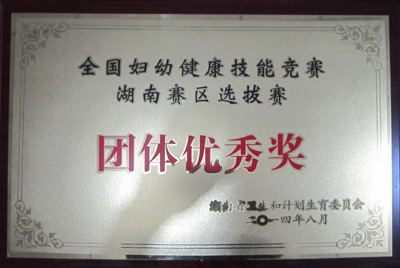 全国妇幼健康技能竞赛
湖南赛区选拔赛
团体优秀奖
湖南省卫生和计划生育委员会
二〇一四年八月